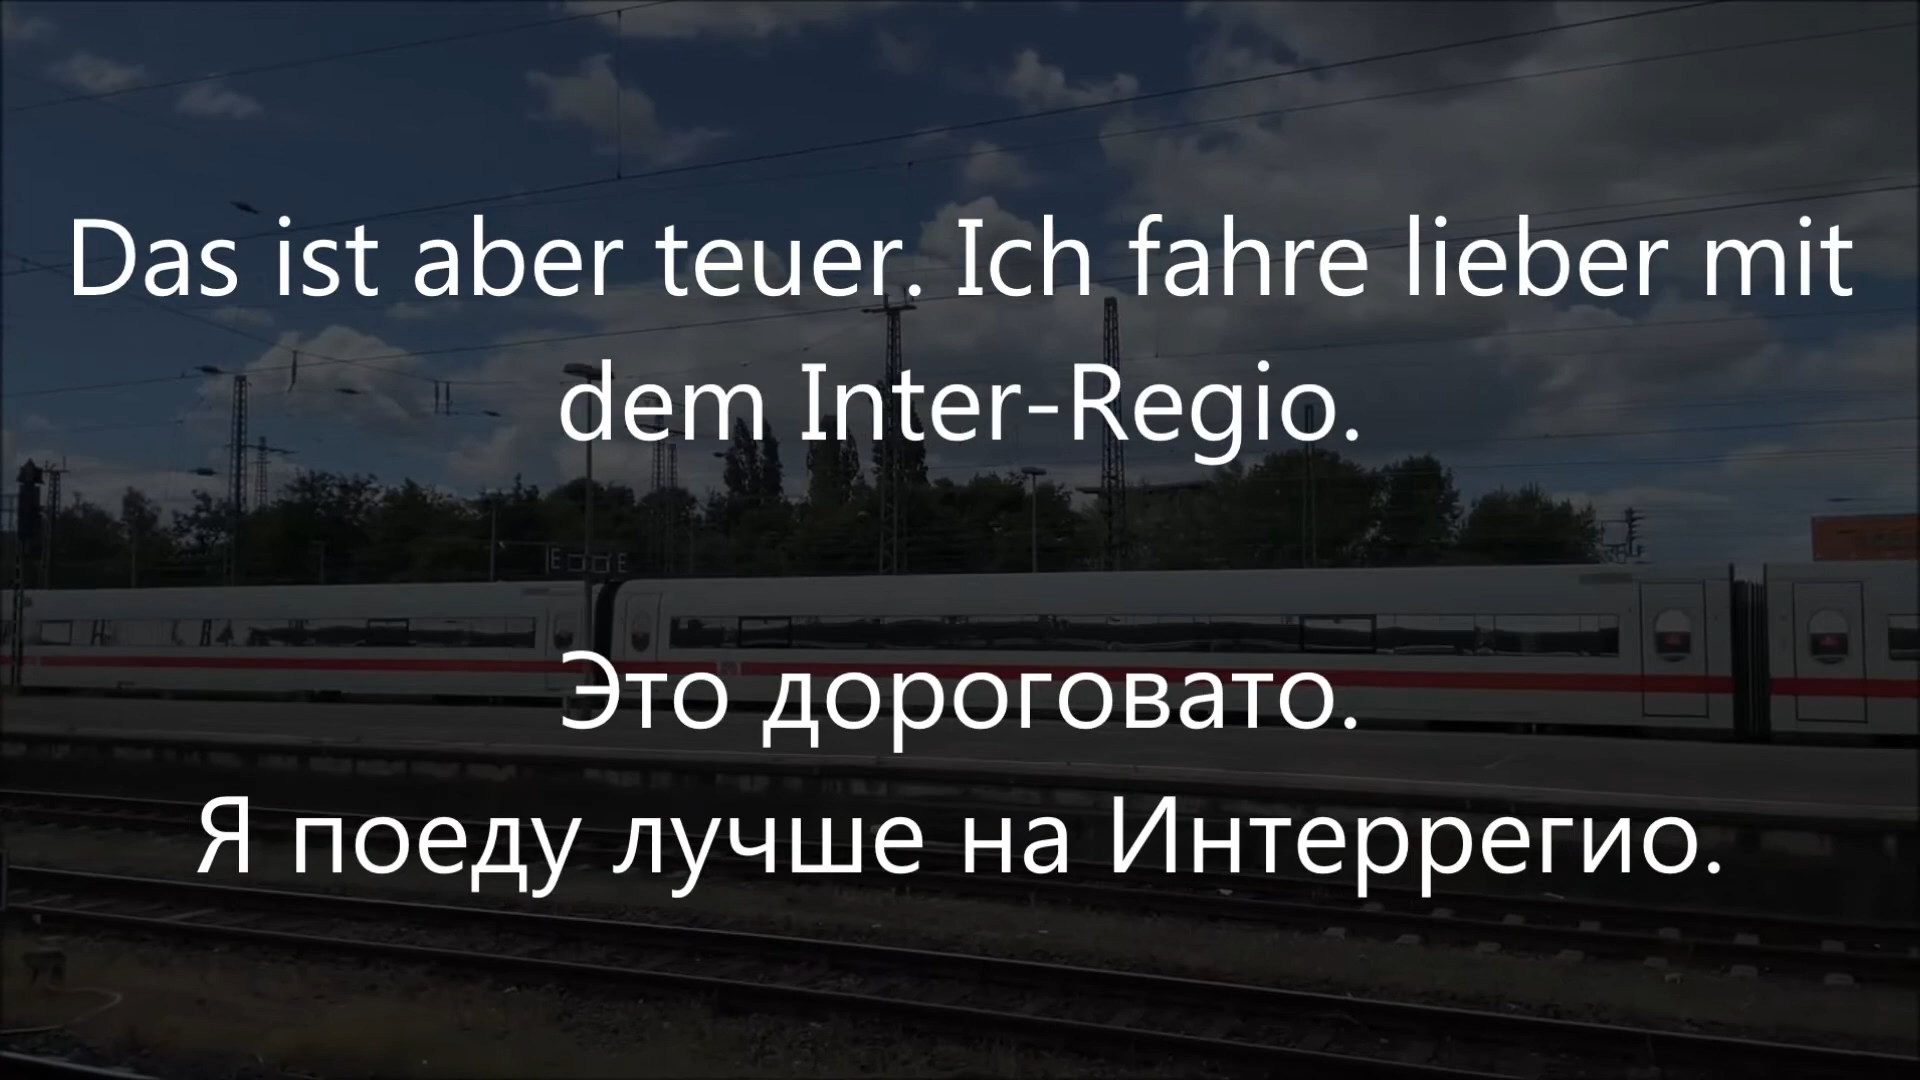 Das ist aber teuer. Ich fahre lieber mit
dem Inter-Regio.
Это дороговато.
Я поеду лучше на Интеррегио.